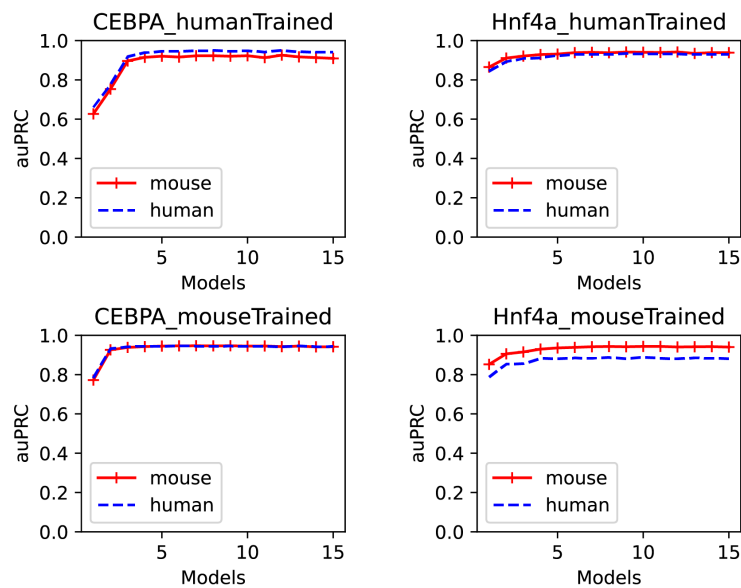 CEBPA_humanTrained
1.0
0.8
0.6
0.4
0.2
0.0
auPRC
mouse
human
5
10
15
Models
Hnf4a_humanTrained
1.0
0.8
0.6
0.4
0.2
0.0
auPRC
mouse
human
5
10
15
Models
CEBPA_mouseTrained
1.0
0.8
0.6
0.4
0.2
0.0
auPRC
mouse
human
5
10
15
Models
Hnf4a_mouseTrained
1.0
0.8
0.6
0.4
0.2
0.0
auPRC
mouse
human
5
10
15
Models